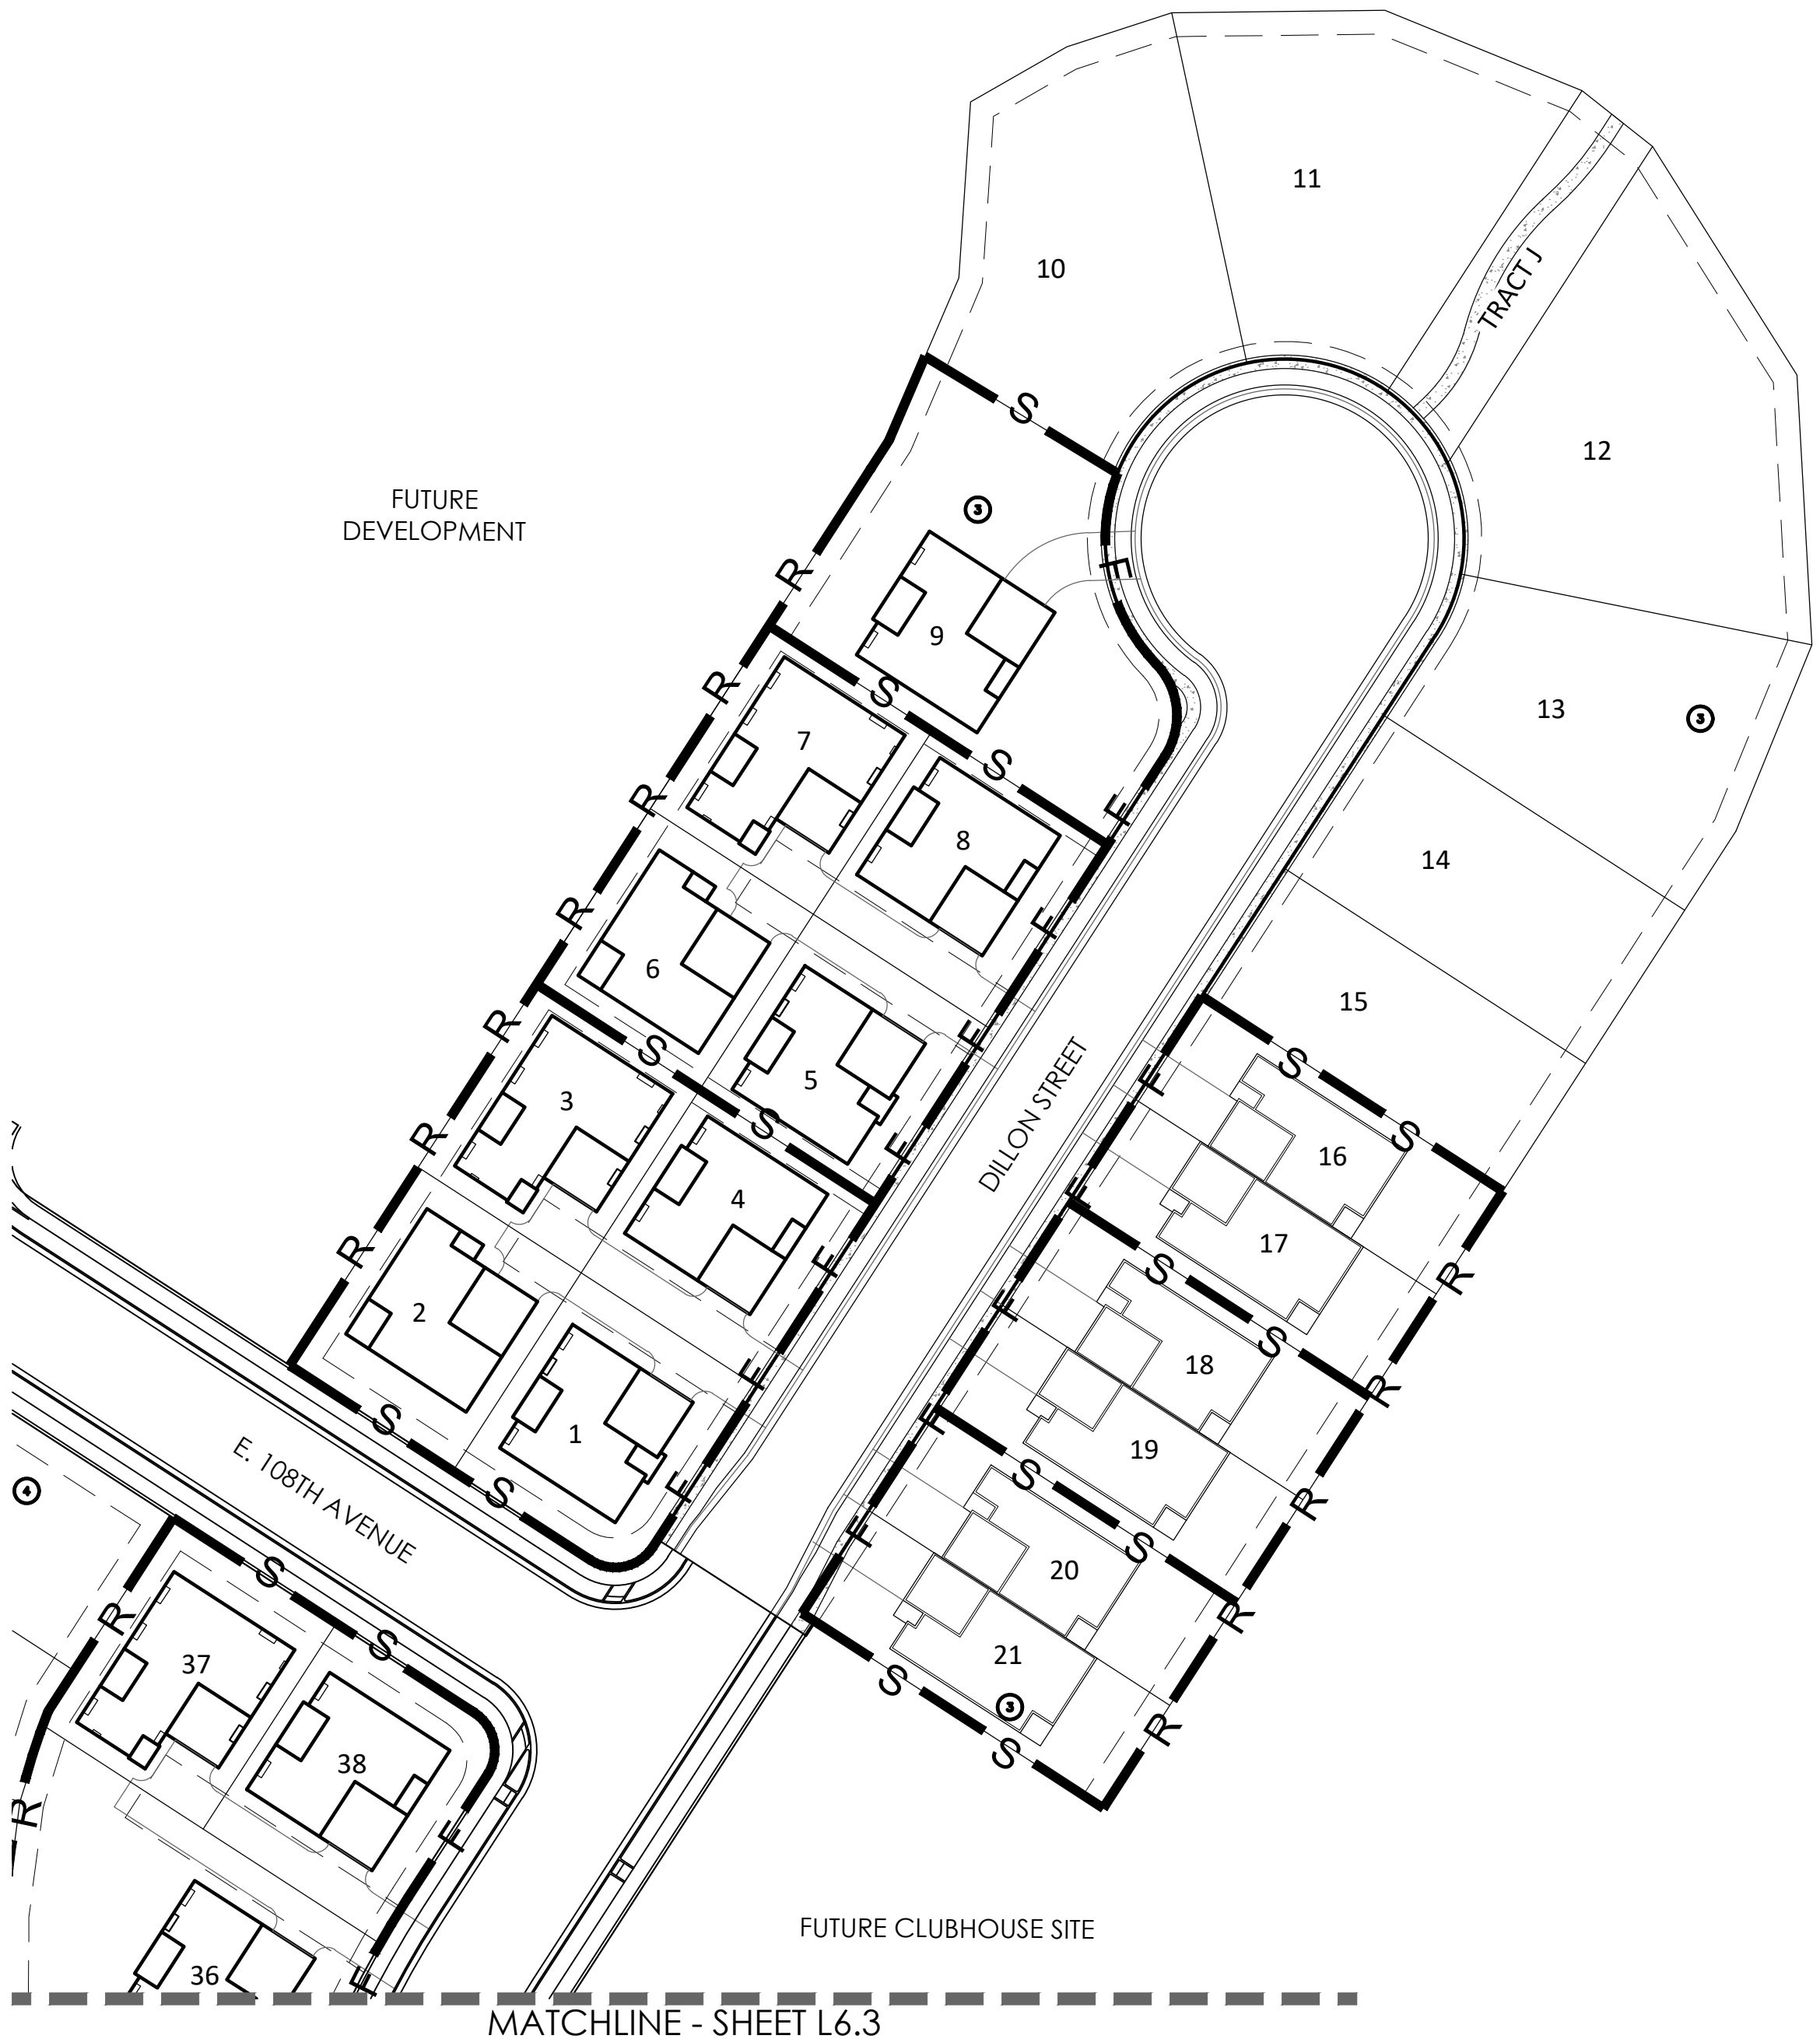 11
10
TRACT J
12
FUTURE
DEVELOPMENT
S
3
R
F
9
13
3
S
R
7
S
8
F
R
14
F
R
6
15
F
S
R
5
DILLON STREET
S
F
3
S
16
R
S
F
4
F
17
R
F
S
R
2
F
18
S
R
F
1
S
F
19
E. 108TH AVENUE
S
F
S
R
4
S
F
20
S
R
R
37
S
21
S
3
R
S
38
R
F
FUTURE CLUBHOUSE SITE
36
F
MATCHLINE - SHEET L6.3